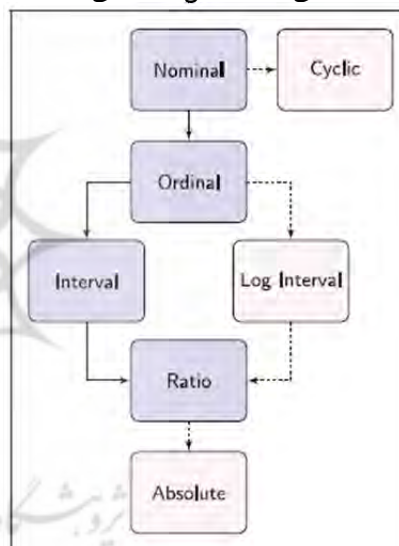 Nominal
Cyclic
Ordinal
Interval
Log Interval
Ratio
Absolute